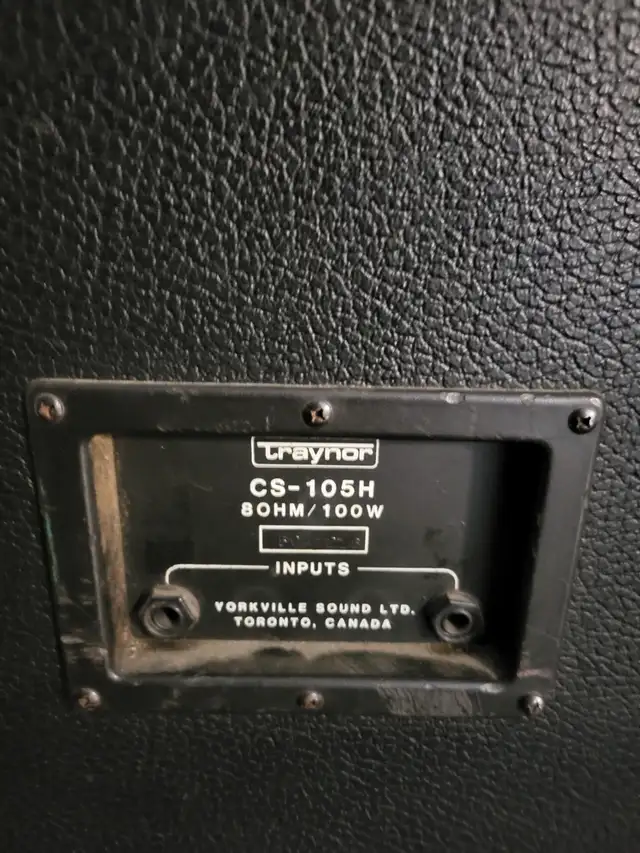 traynor
CS-105H
8OHM/100W
INPUTS
YORKVILLE SOUND LTD.
TORONTO, CANADA